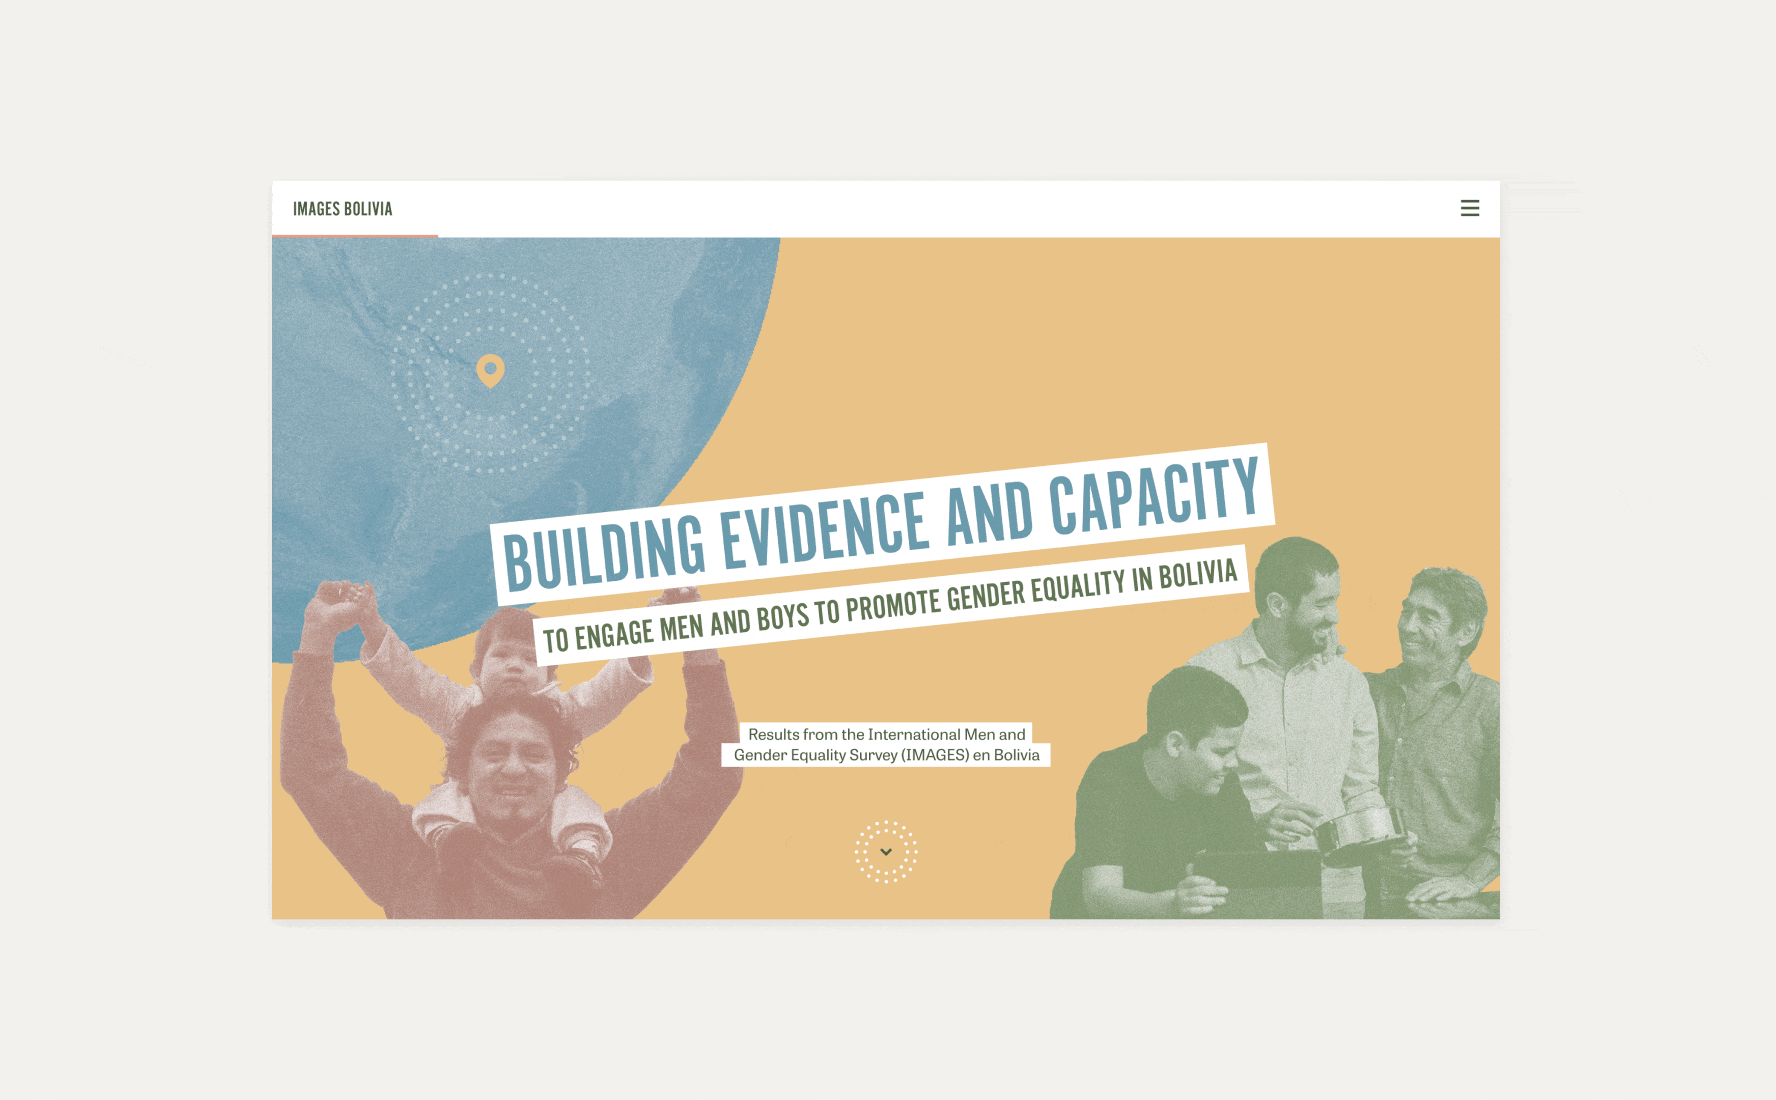 IMAGES BOLIVIA
BUILDING EVIDENCE AND CAPACITY
TO ENGAGE MEN AND BOYS TO PROMOTE GENDER EQUALITY IN BOLIVIA
Results from the International Men and
Gender Equality Survey (IMAGES) en Bolivia